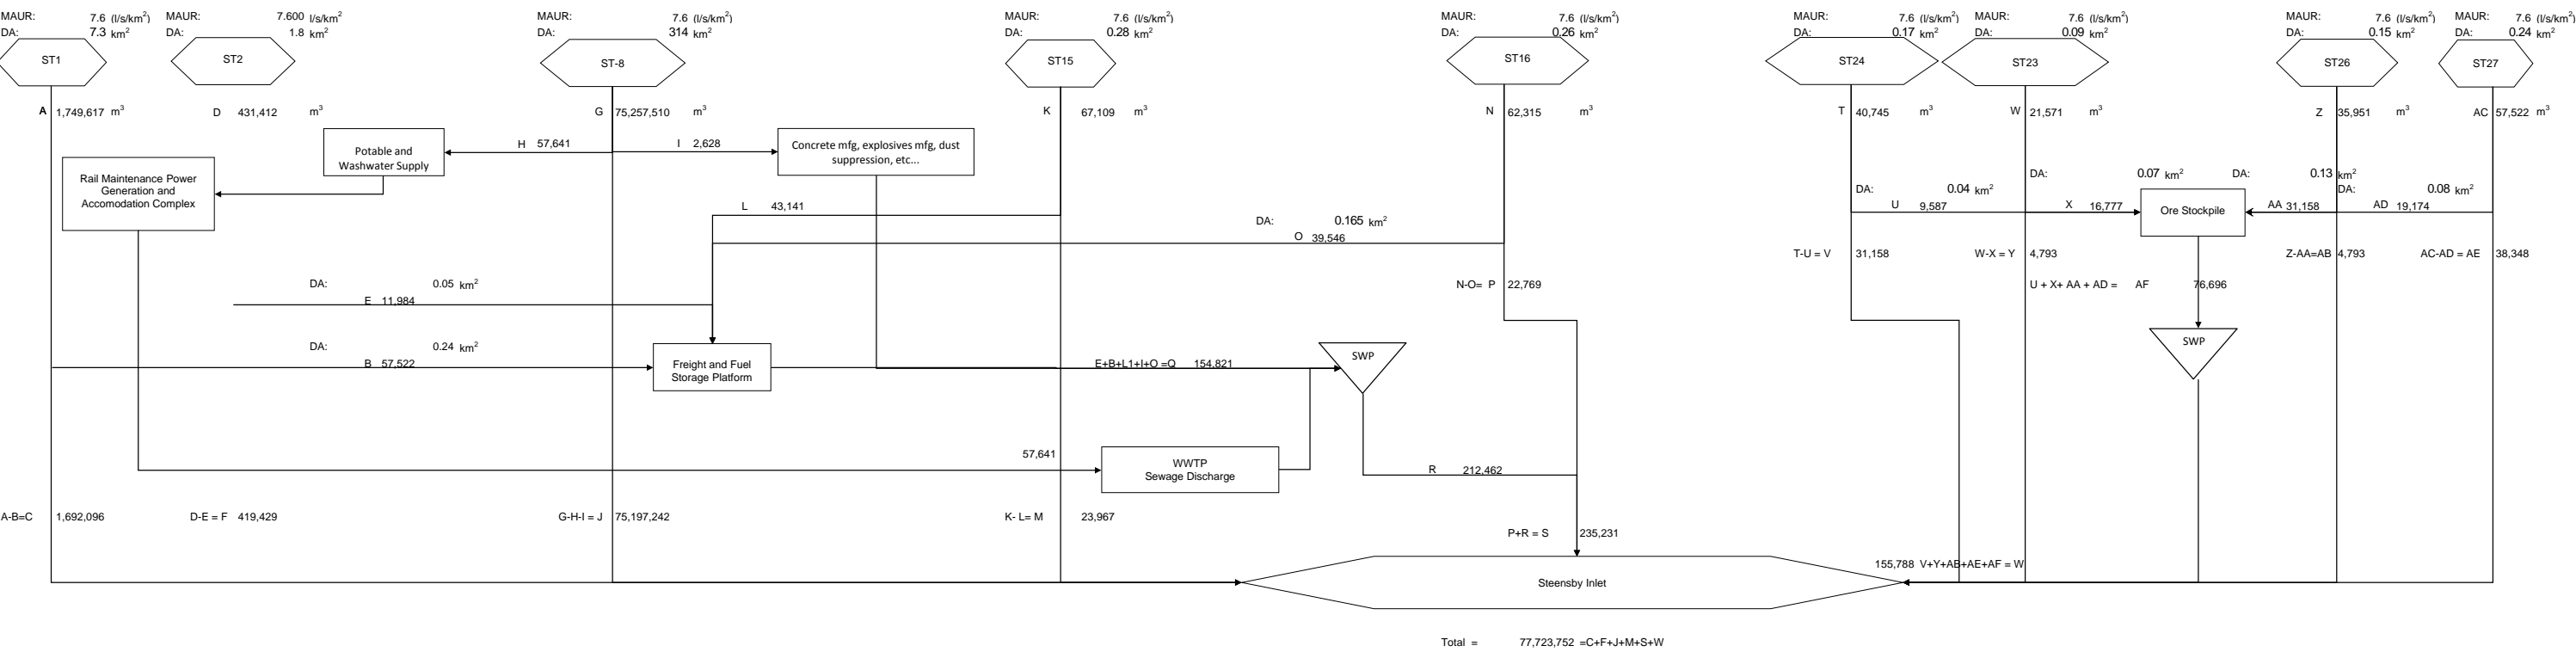 MAUR: 7.6 (l/s/km²) MAUR: 7.600 l/s/km² MAUR: 7.6 (l/s/km²) MAUR: 7.6 (l/s/km²) MAUR: 7.6 (l/s/km²) MAUR: 7.6 (l/s/km²) MAUR: 7.6 (l/s/km²) MAUR: 7.6 (l/s/km²) MAUR: 7.6 (l/s/km²)
DA: 7.3 km² DA: 1.8 km² DA: 314 km² DA: 0.28 km² DA: 0.26 km² DA: 0.17 km² DA: 0.09 km² DA: 0.15 km² DA: 0.24 km²
ST1 ST2 ST-8 ST15 ST16 ST24 ST23 ST26 ST27
A 1,749,617 m³ D 431,412 m³ G 75,257,510 m³ K 67,109 m³ N 62,315 m³ T 40,745 m³ W 21,571 m³ Z 35,951 m³ AC 57,522 m³
Potable and
Washwater Supply
H 57,641 I 2,628
Concrete mfg, explosives mfg, dust
suppression, etc...
Rail Maintenance Power
Generation and
Accomodation Complex
DA: 0.07 km² DA: 0.13 km²
DA: 0.04 km² DA: 0.08 km²
L 43,141
U 9,587 X 16,777
Ore Stockpile
AA 31,158 AD 19,174
DA: 0.165 km²
O 39,546
T-U = V 31,158 W-X = Y 4,793 Z-AA=AB 4,793 AC-AD = AE 38,348
DA: 0.05 km²
E 11,984
N-O= P 22,769
U + X+ AA + AD = AF 76,696
DA: 0.24 km²
B 57,522
Freight and Fuel
Storage Platform
E+B+L1+I+O =Q 154,821
SWP
SWP
57,641
WWTP
Sewage Discharge
R 212,462
A-B=C 1,692,096 D-E = F 419,429 G-H-I = J 75,197,242 K- L= M 23,967
P+R = S 235,231
155,788 V+Y+AB+AE+AF = W
Steensby Inlet
Total = 77,723,752 =C+F+J+M+S+W